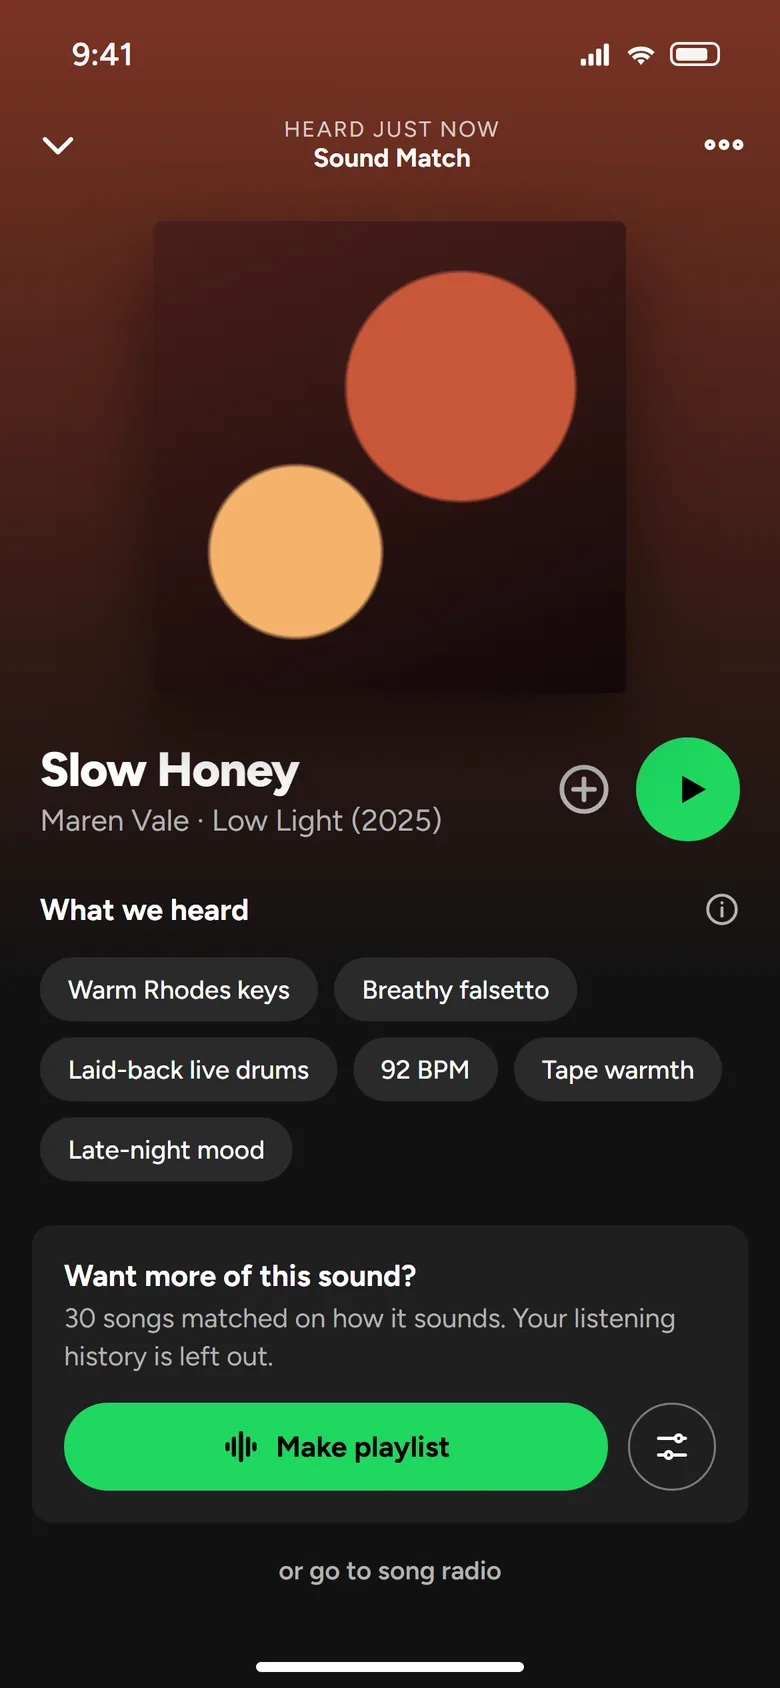 9:41
HEARD JUST NOW
Sound Match
Slow Honey
Maren Vale · Low Light (2025)
What we heard
Warm Rhodes keys
Breathy falsetto
Laid-back live drums
92 BPM
Tape warmth
Late-night mood
Want more of this sound?
30 songs matched on how it sounds. Your listening
history is left out.
Make playlist
or go to song radio